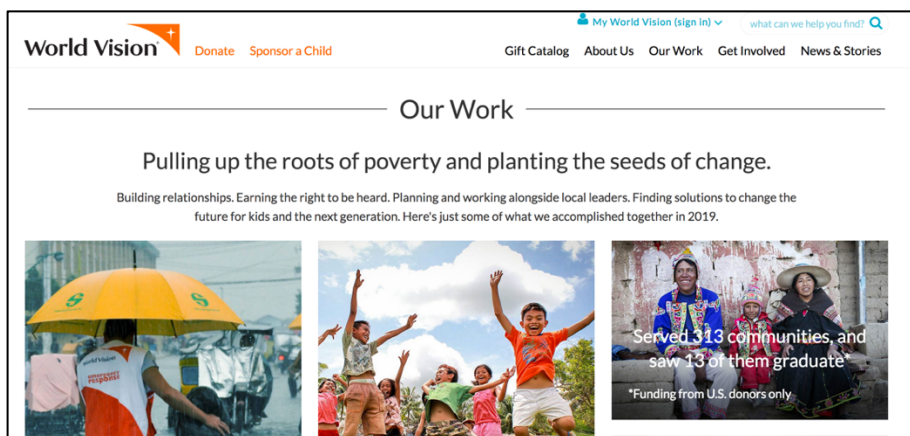 My World Vision (sign in)
what can we help you find?
World Vision
Donate
Sponsor a Child
Gift Catalog
About Us
Our Work
Get Involved
News & Stories
Our Work
Pulling up the roots of poverty and planting the seeds of change.
Building relationships. Earning the right to be heard. Planning and working alongside local leaders. Finding solutions to change the
future for kids and the next generation. Here's just some of what we accomplished together in 2019.
World Vision
EMERGENCY
response
Served 313 communities, and
saw 13 of them graduate*
*Funding from U.S. donors only